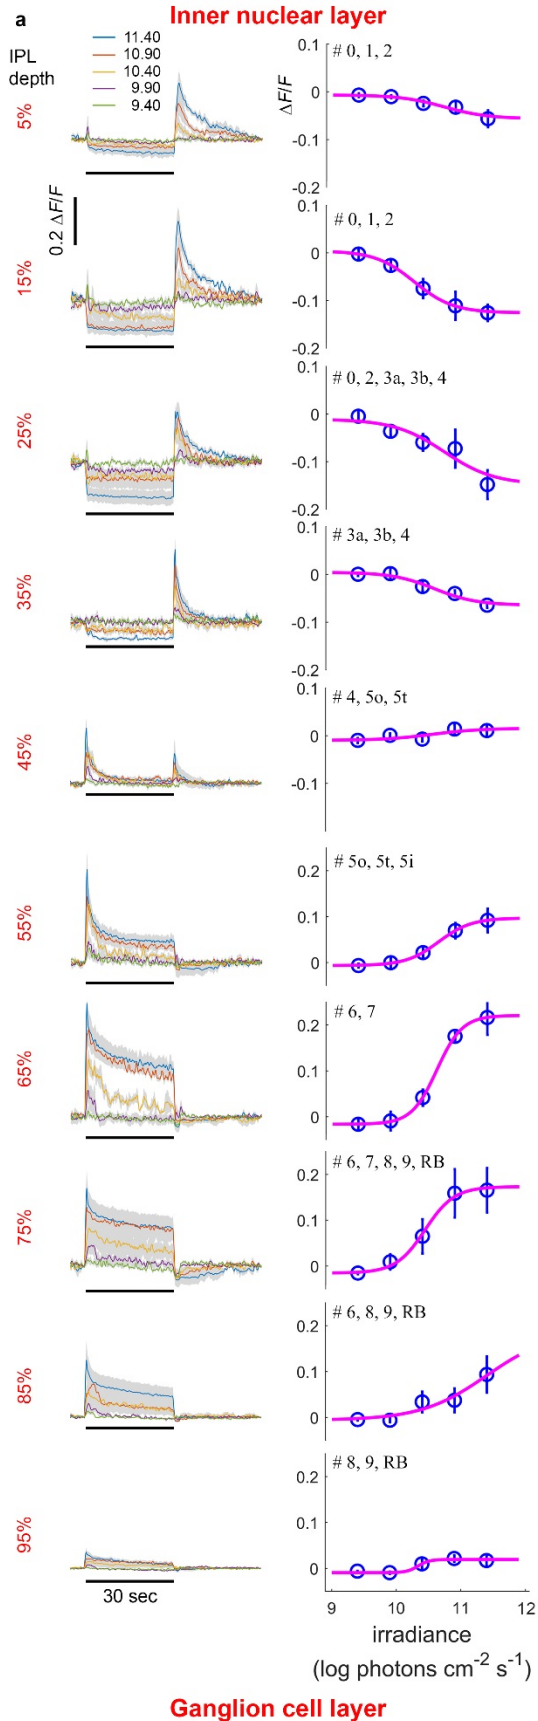 Inner nuclear layer
a
IPL
depth
11.40
10.90
10.40
9.90
9.40
5%
0.2 ΔF/F
ΔF/F
# 0, 1, 2
0.1
0
-0.1
-0.2
15%
# 0, 1, 2
0.1
0
-0.1
-0.2
25%
# 0, 2, 3a, 3b, 4
0.1
0
-0.1
-0.2
35%
# 3a, 3b, 4
0.1
0
-0.1
-0.2
45%
# 4, 5o, 5t
0.1
0
-0.1
55%
# 5o, 5t, 5i
0.2
0.1
0
65%
# 6, 7
0.2
0.1
0
75%
# 6, 7, 8, 9, RB
0.2
0.1
0
85%
# 6, 8, 9, RB
0.2
0.1
0
95%
# 8, 9, RB
0.2
0.1
0
30 sec
9 10 11 12
irradiance
(log photons cm⁻² s⁻¹)
Ganglion cell layer